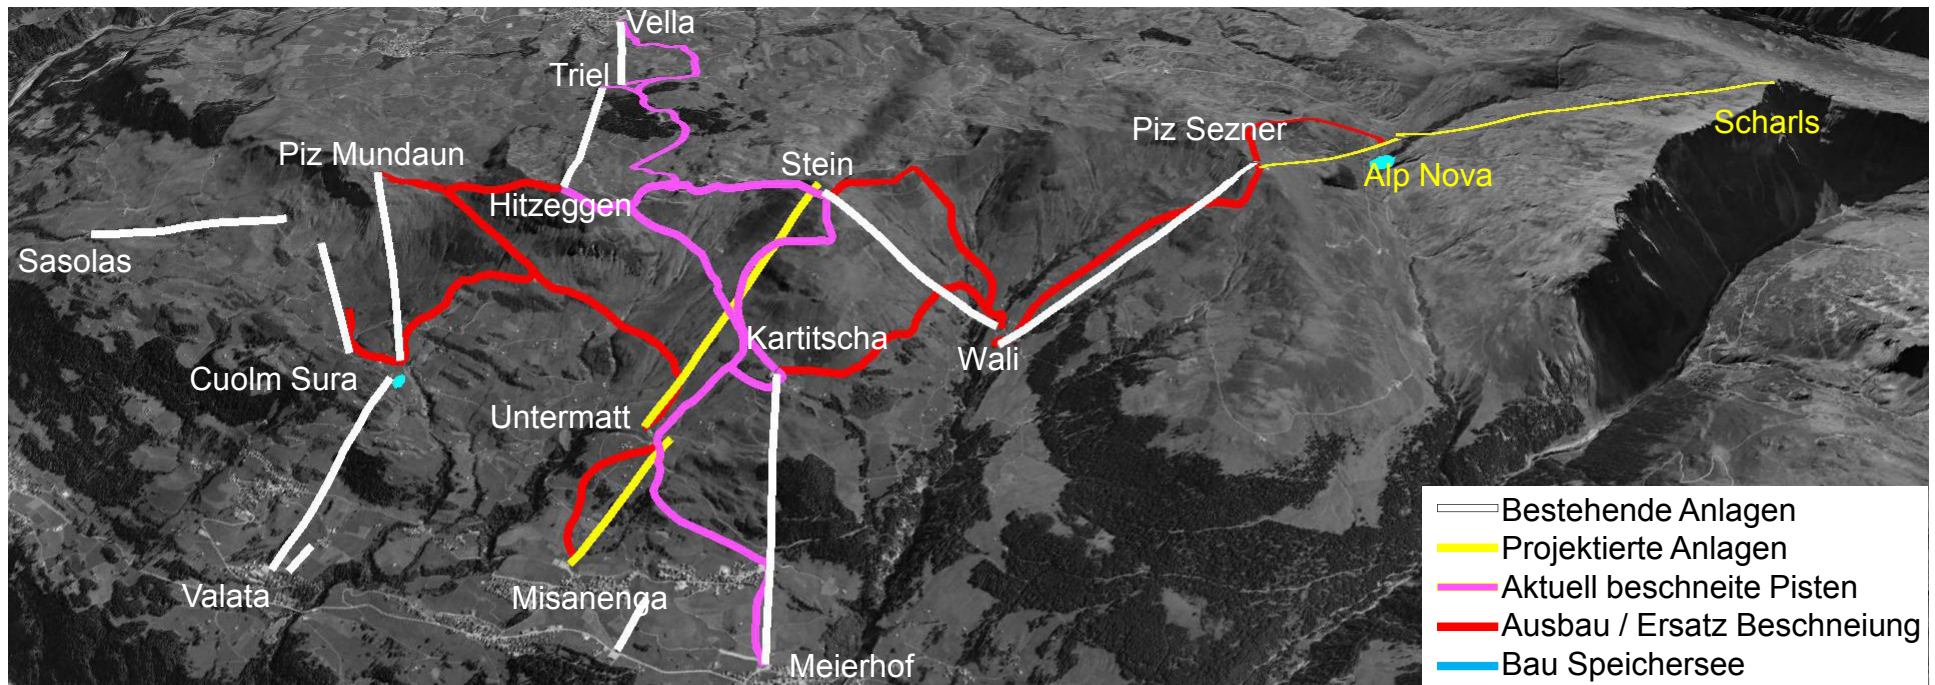 Vella
Triel
Piz Mundaun
Hitzeggen
Stein
Piz Sezner
Scharls
Alp Nova
Sasolas
Kartitscha
Wali
Cuolm Sura
Untermatt
Valata
Misanenga
Meierhof
Bestehende Anlagen
Projektierte Anlagen
Aktuell beschneite Pisten
Ausbau / Ersatz Beschneiung
Bau Speichersee